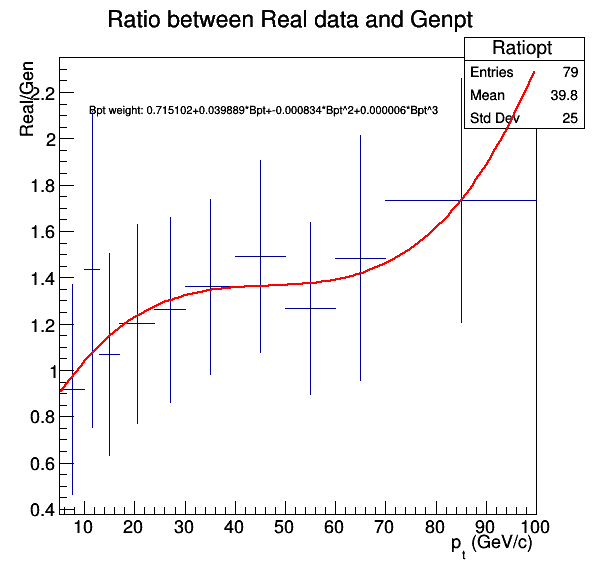 Ratio between Real data and Genpt
Ratiopt
Entries 79
Mean 39.8
Std Dev 25
Real/Gen
Bpt weight: 0.715102+0.039889*Bpt+-0.000834*Bpt^2+0.000006*Bpt^3
2.2
2
1.8
1.6
1.4
1.2
1
0.8
0.6
0.4
10 20 30 40 50 60 70 80 90 100
p_t (GeV/c)